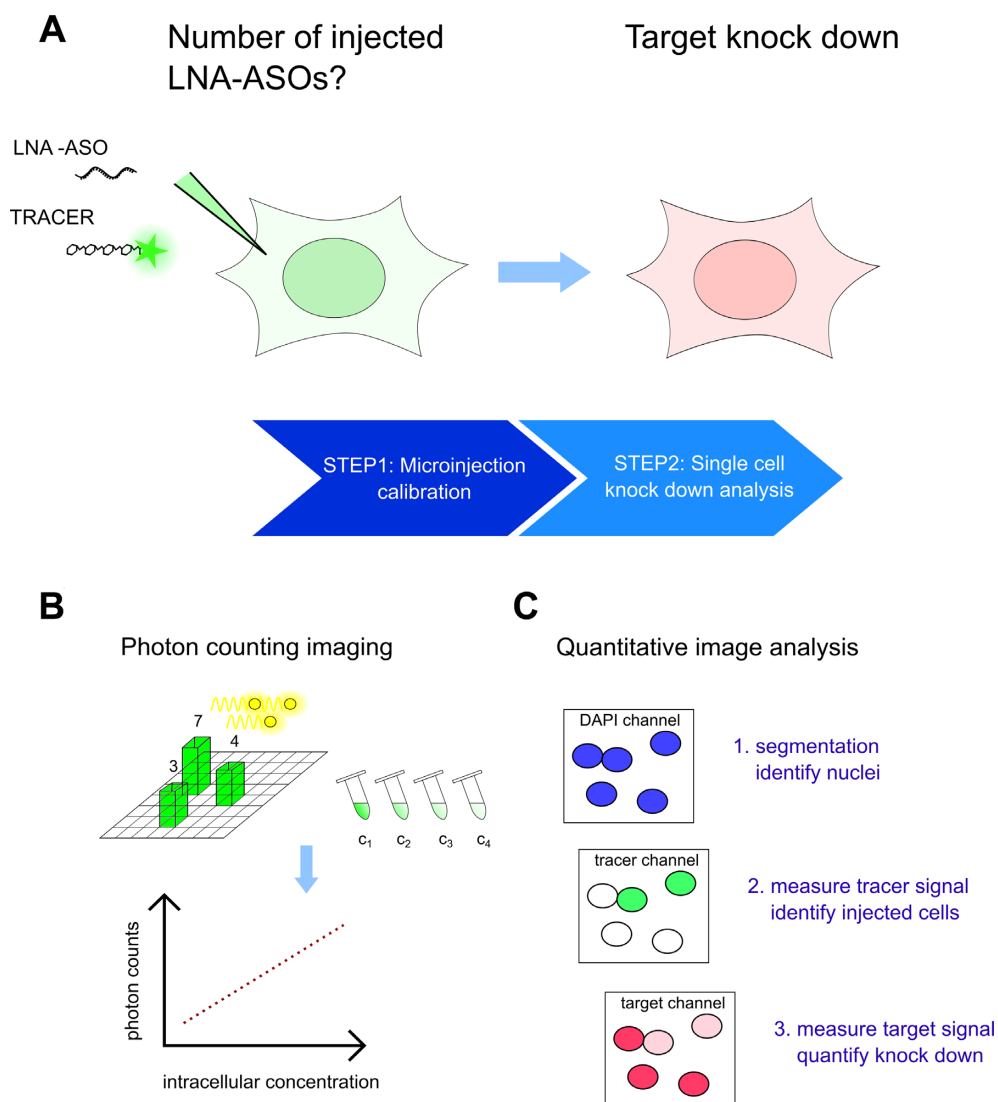 A
Number of injected
LNA-ASOs?
Target knock down
LNA -ASO
TRACER
STEP1: Microinjection
calibration
STEP2: Single cell
knock down analysis
B
Photon counting imaging
7
4
3
c₁
c₂
c₃
c₄
photon counts
intracellular concentration
C
Quantitative image analysis
DAPI channel
1. segmentation
identify nuclei
tracer channel
2. measure tracer signal
identify injected cells
target channel
3. measure target signal
quantify knock down